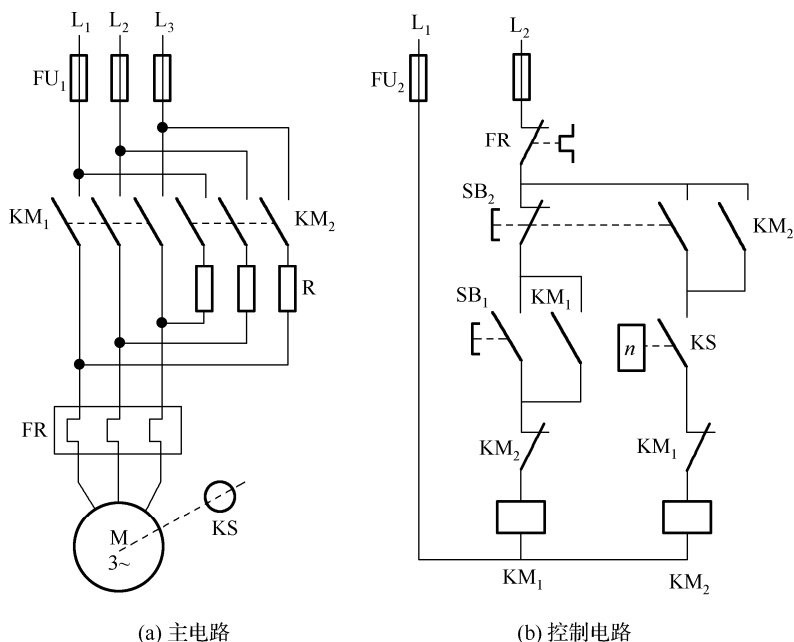 L₁ L₂ L₃
FU₁
KM₁
KM₂
R
FR
M
3~
KS
(a) 主电路
L₁ L₂
FU₂
FR
SB₂
KM₂
SB₁ KM₁
n
KS
KM₂
KM₁
KM₁
KM₂
(b) 控制电路